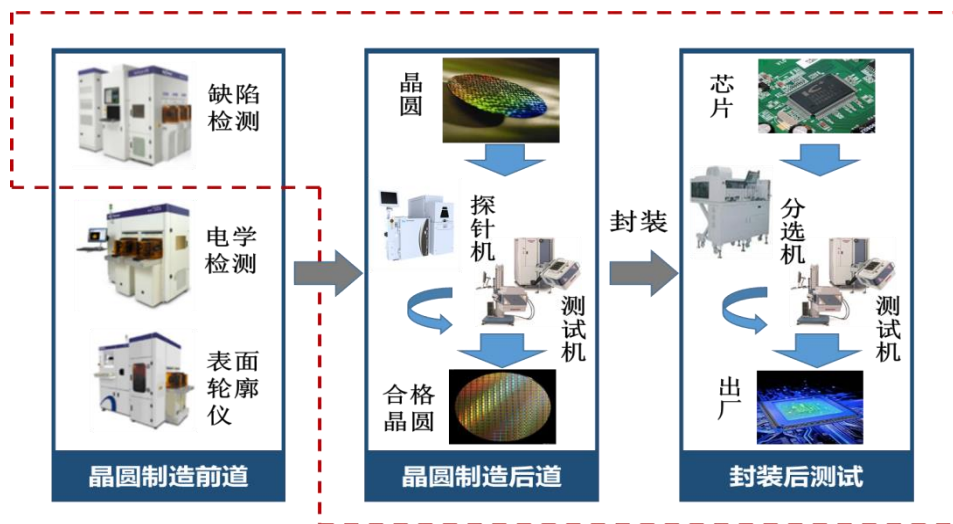 缺陷
检测
电学
检测
表面
轮廓
仪
晶圆制造前道
晶
圆
探
针
机
测
试
机
合格
晶圆
晶圆制造后道
封装
芯
片
分
选
机
测
试
机
出
厂
封装后测试